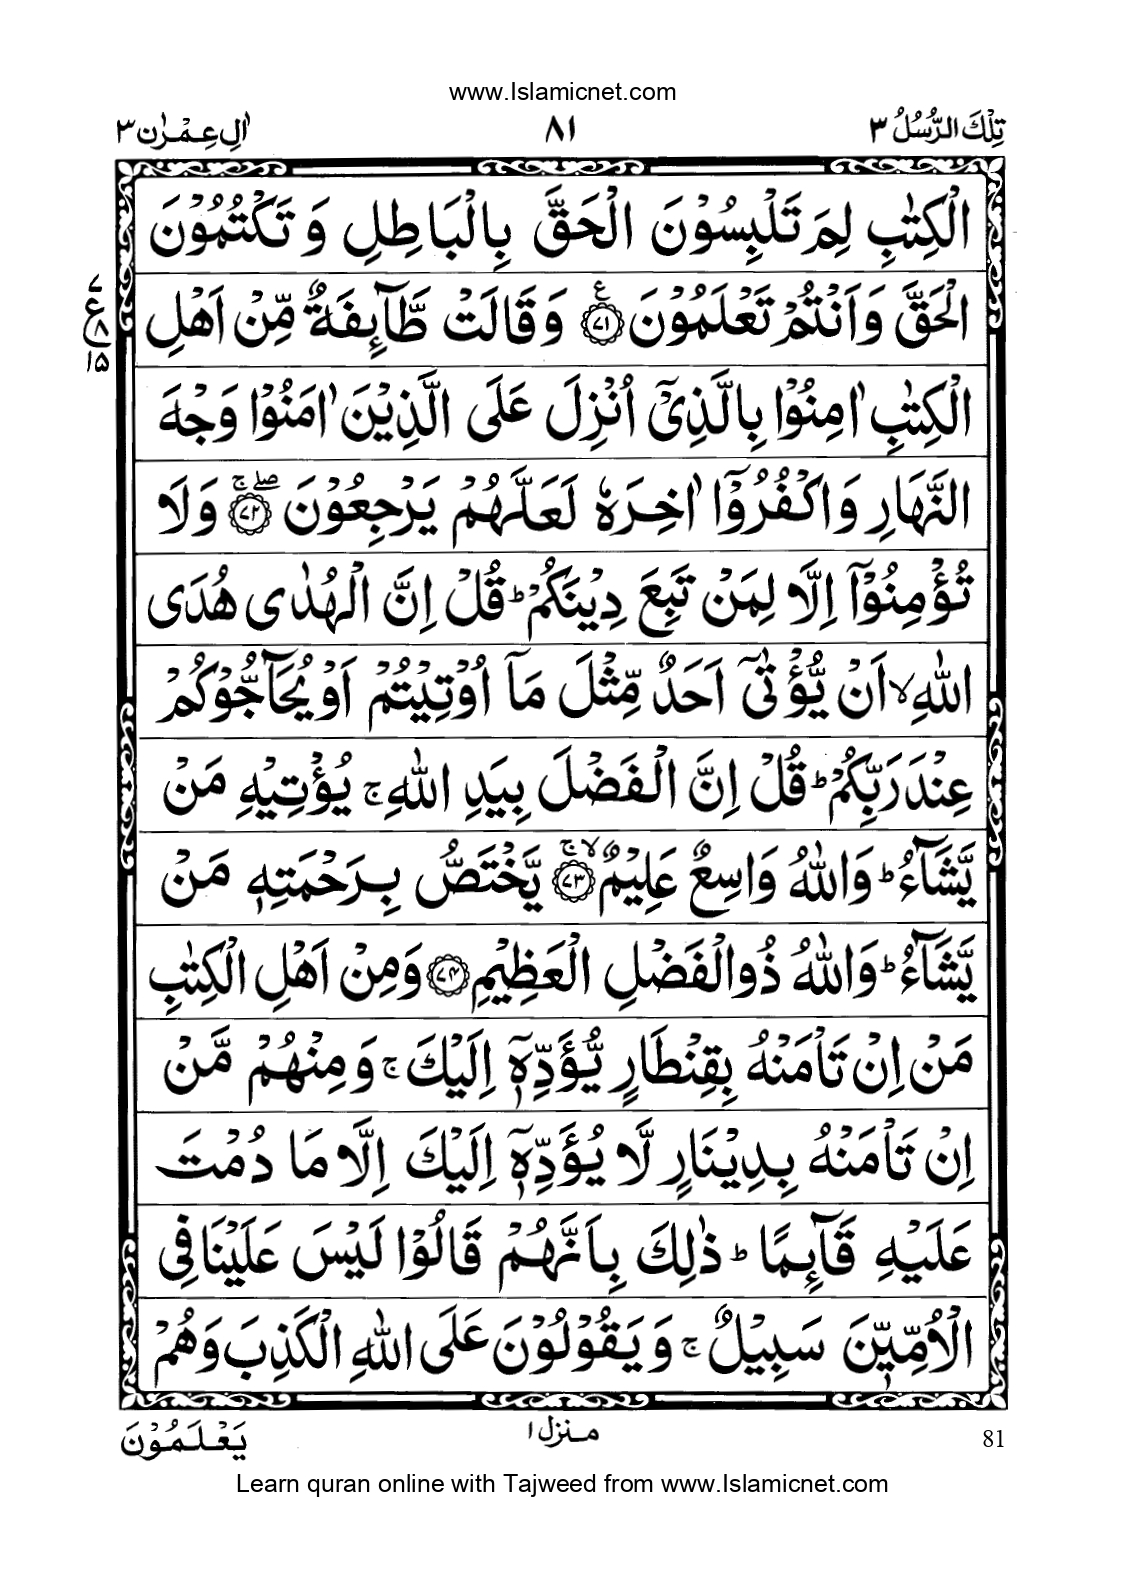 www.Islamicnet.com
تِلْكَ الرُّسُلُ ٣ ٨١ اٰلِ عِمْرٰن ٣
الْكِتٰبِ لِمَ تَلْبِسُوْنَ الْحَقَّ بِالْبَاطِلِ وَ تَكْتُمُوْنَ
الْحَقَّ وَاَنْتُمْ تَعْلَمُوْنَ ﴿٧١﴾ ع وَقَالَتْ طَّآئِفَةٌ مِّنْ اَهْلِ
٧ ع ٨ ١٥
الْكِتٰبِ اٰمِنُوْا بِالَّذِىْٓ اُنْزِلَ عَلَى الَّذِيْنَ اٰمَنُوْا وَجْهَ
النَّهَارِ وَاكْفُرُوْٓا اٰخِرَهٗ لَعَلَّهُمْ يَرْجِعُوْنَ ﴿٧٢﴾ ۖۚ وَلَا
تُؤْمِنُوْٓا اِلَّا لِمَنْ تَبِعَ دِيْنَكُمْ ؕ قُلْ اِنَّ الْهُدٰى هُدَى
اللّٰهِ ۙ اَنْ يُّؤْتٰٓى اَحَدٌ مِّثْلَ مَآ اُوْتِيْتُمْ اَوْ يُحَآجُّوْكُمْ
عِنْدَ رَبِّكُمْ ؕ قُلْ اِنَّ الْفَضْلَ بِيَدِ اللّٰهِ ۚ يُؤْتِيْهِ مَنْ
يَّشَآءُ ؕ وَاللّٰهُ وَاسِعٌ عَلِيْمٌ ﴿٧٣﴾ ۙۚ يَّخْتَصُّ بِرَحْمَتِهٖ مَنْ
يَّشَآءُ ؕ وَاللّٰهُ ذُوالْفَضْلِ الْعَظِيْمِ ﴿٧٤﴾ وَمِنْ اَهْلِ الْكِتٰبِ
مَنْ اِنْ تَاْمَنْهُ بِقِنْطَارٍ يُّؤَدِّهٖٓ اِلَيْكَ ۚ وَمِنْهُمْ مَّنْ
اِنْ تَاْمَنْهُ بِدِيْنَارٍ لَّا يُؤَدِّهٖٓ اِلَيْكَ اِلَّا مَا دُمْتَ
عَلَيْهِ قَآئِمًا ؕ ذٰلِكَ بِاَنَّهُمْ قَالُوْا لَيْسَ عَلَيْنَا فِى
الْاُمِّيّٖنَ سَبِيْلٌ ۚ وَيَقُوْلُوْنَ عَلَى اللّٰهِ الْكَذِبَ وَهُمْ
81 منزل ١ يَعْلَمُوْنَ
Learn quran online with Tajweed from www.Islamicnet.com